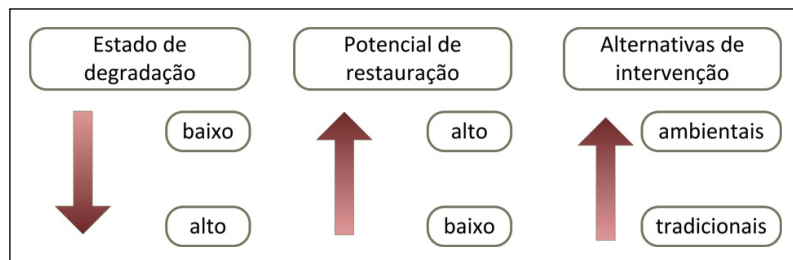 Estado de
degradação
Potencial de
restauração
Alternativas de
intervenção
baixo
alto
ambientais
alto
baixo
tradicionais